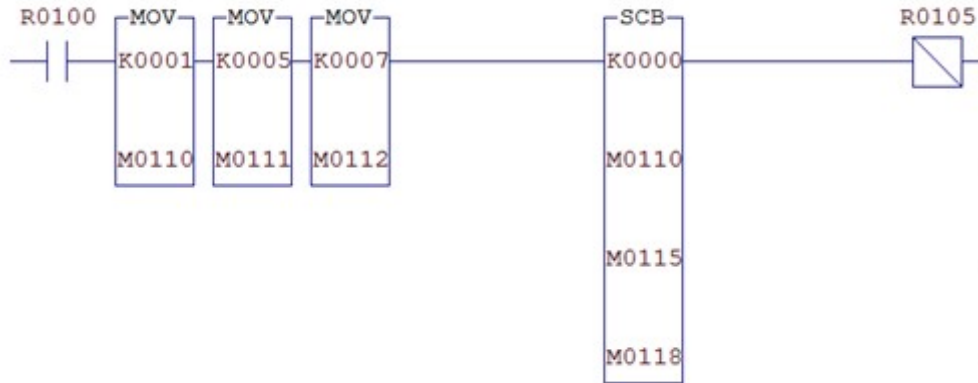 R0100 MOV MOV MOV SCB R0105
K0001 K0005 K0007 K0000
M0110 M0111 M0112 M0110
M0115
M0118